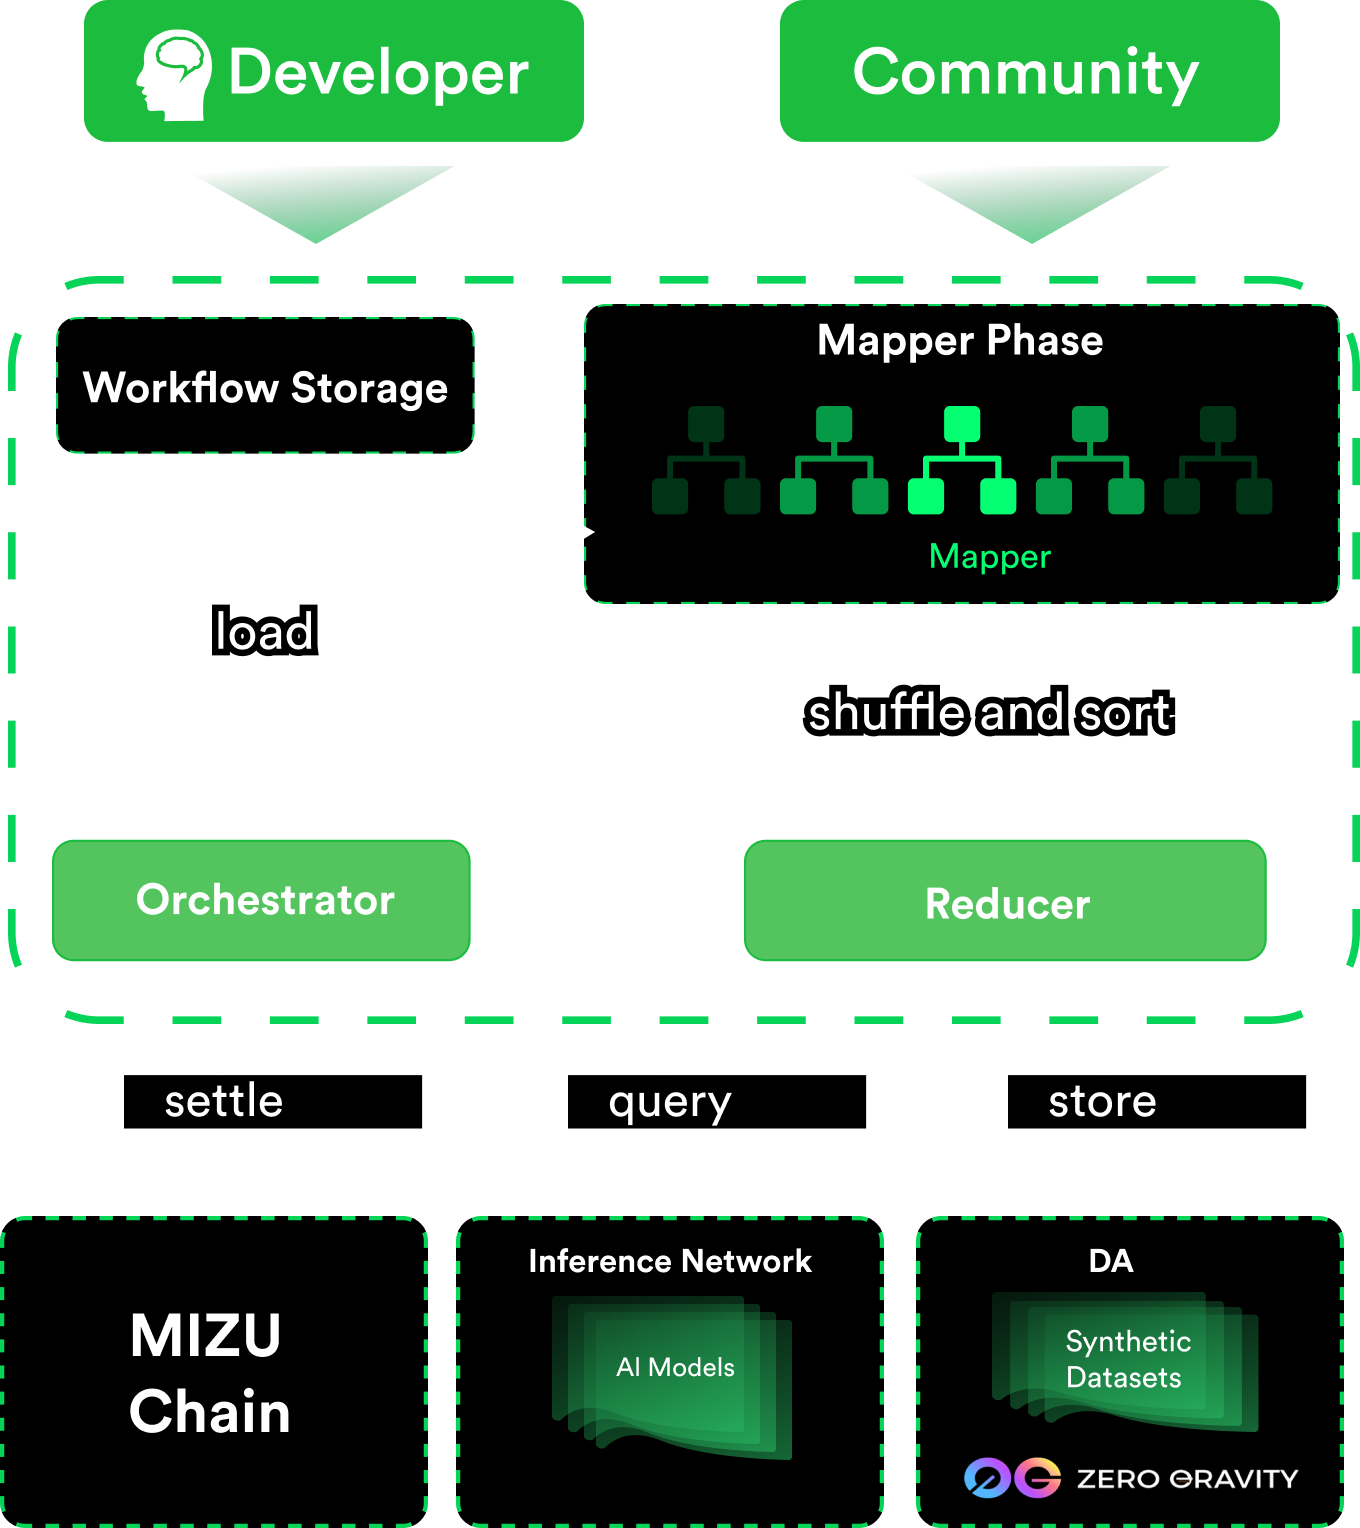 Developer
Community
Workflow Storage
Mapper Phase
Mapper
load
shuffle and sort
Orchestrator
Reducer
settle
query
store
MIZU
Chain
Inference Network
AI Models
DA
Synthetic
Datasets
0G ZERO GRAVITY